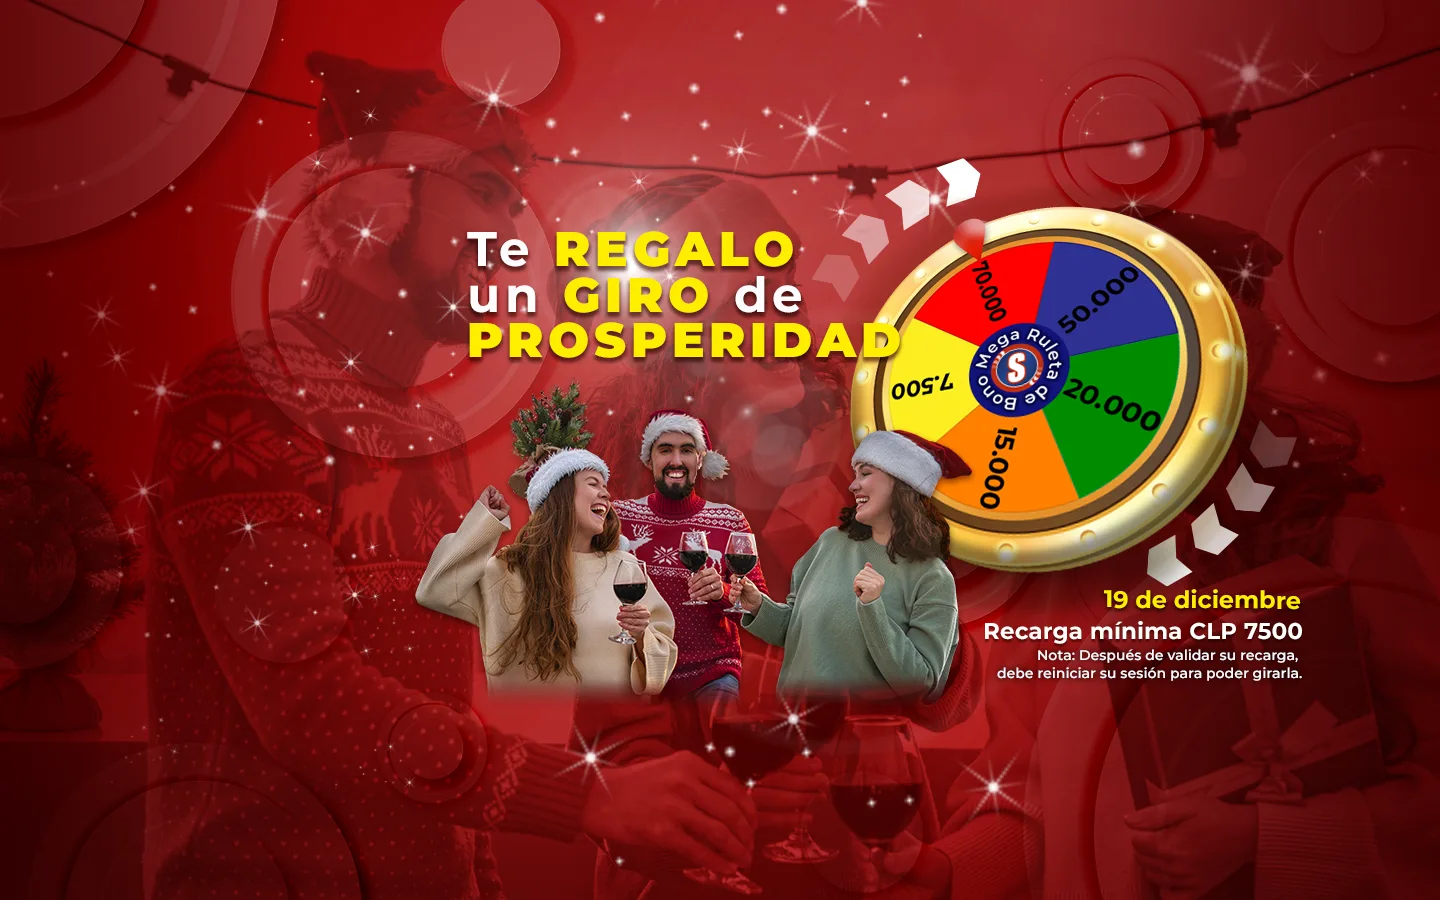 Te REGALO
un GIRO de
PROSPERIDAD
70.000
50.000
20.000
15.000
7.500
Mega Ruleta
de Bono
S
19 de diciembre
Recarga mínima CLP 7500
Nota: Después de validar su recarga,
debe reiniciar su sesión para poder girarla.